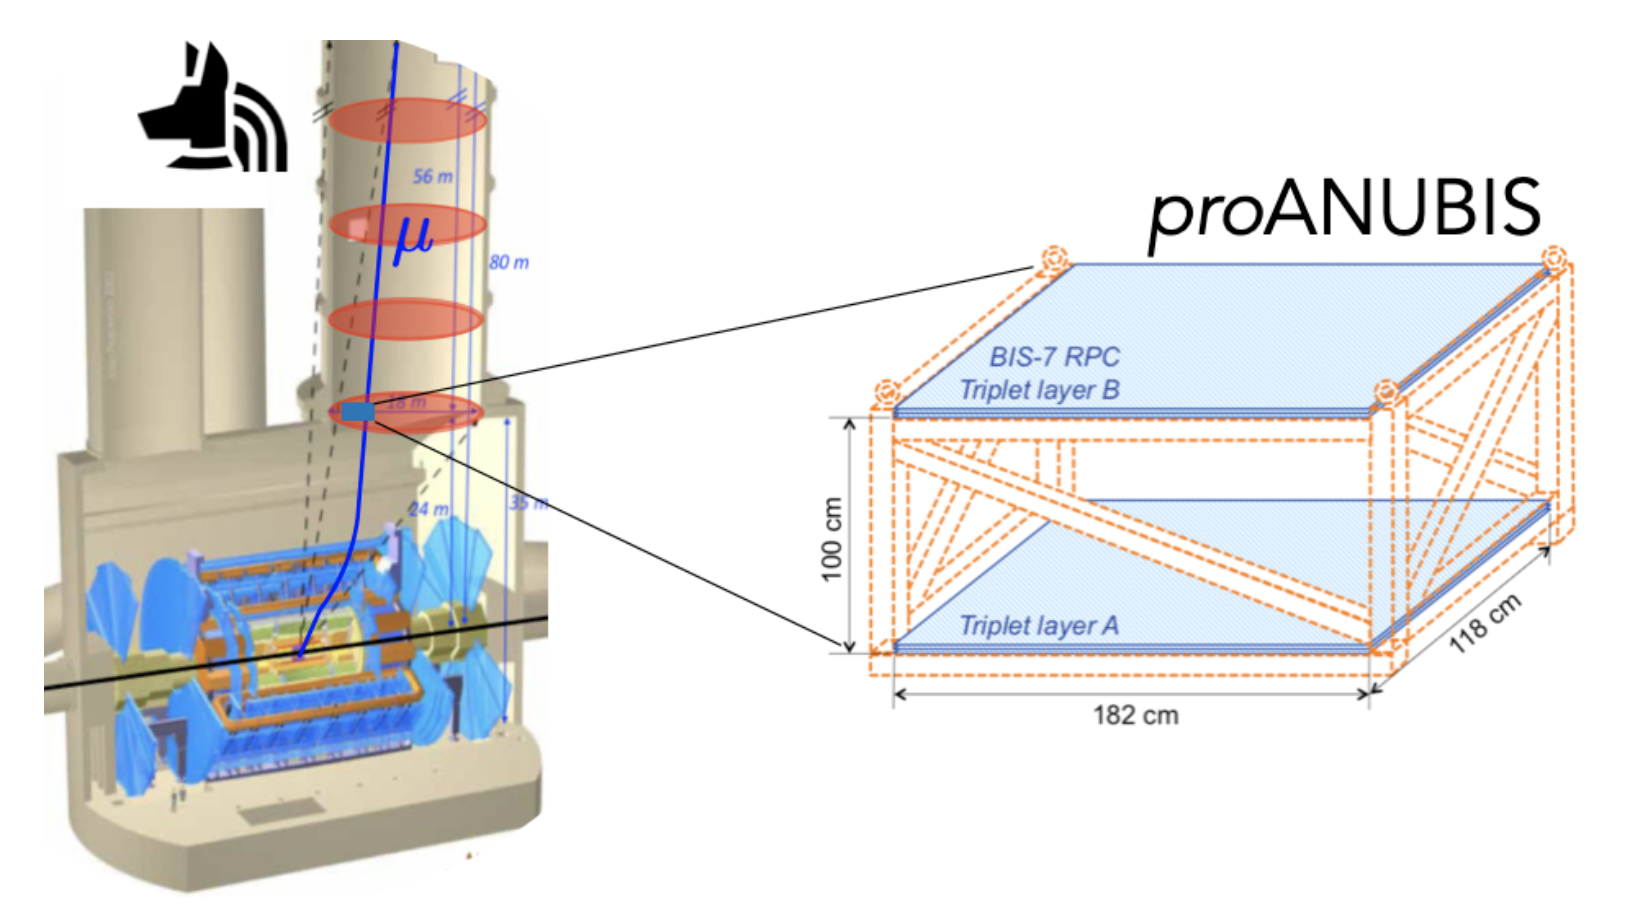 56 m
μ
80 m
18 m
24 m
35 m
proANUBIS
BIS-7 RPC
Triplet layer B
100 cm
Triplet layer A
118 cm
182 cm